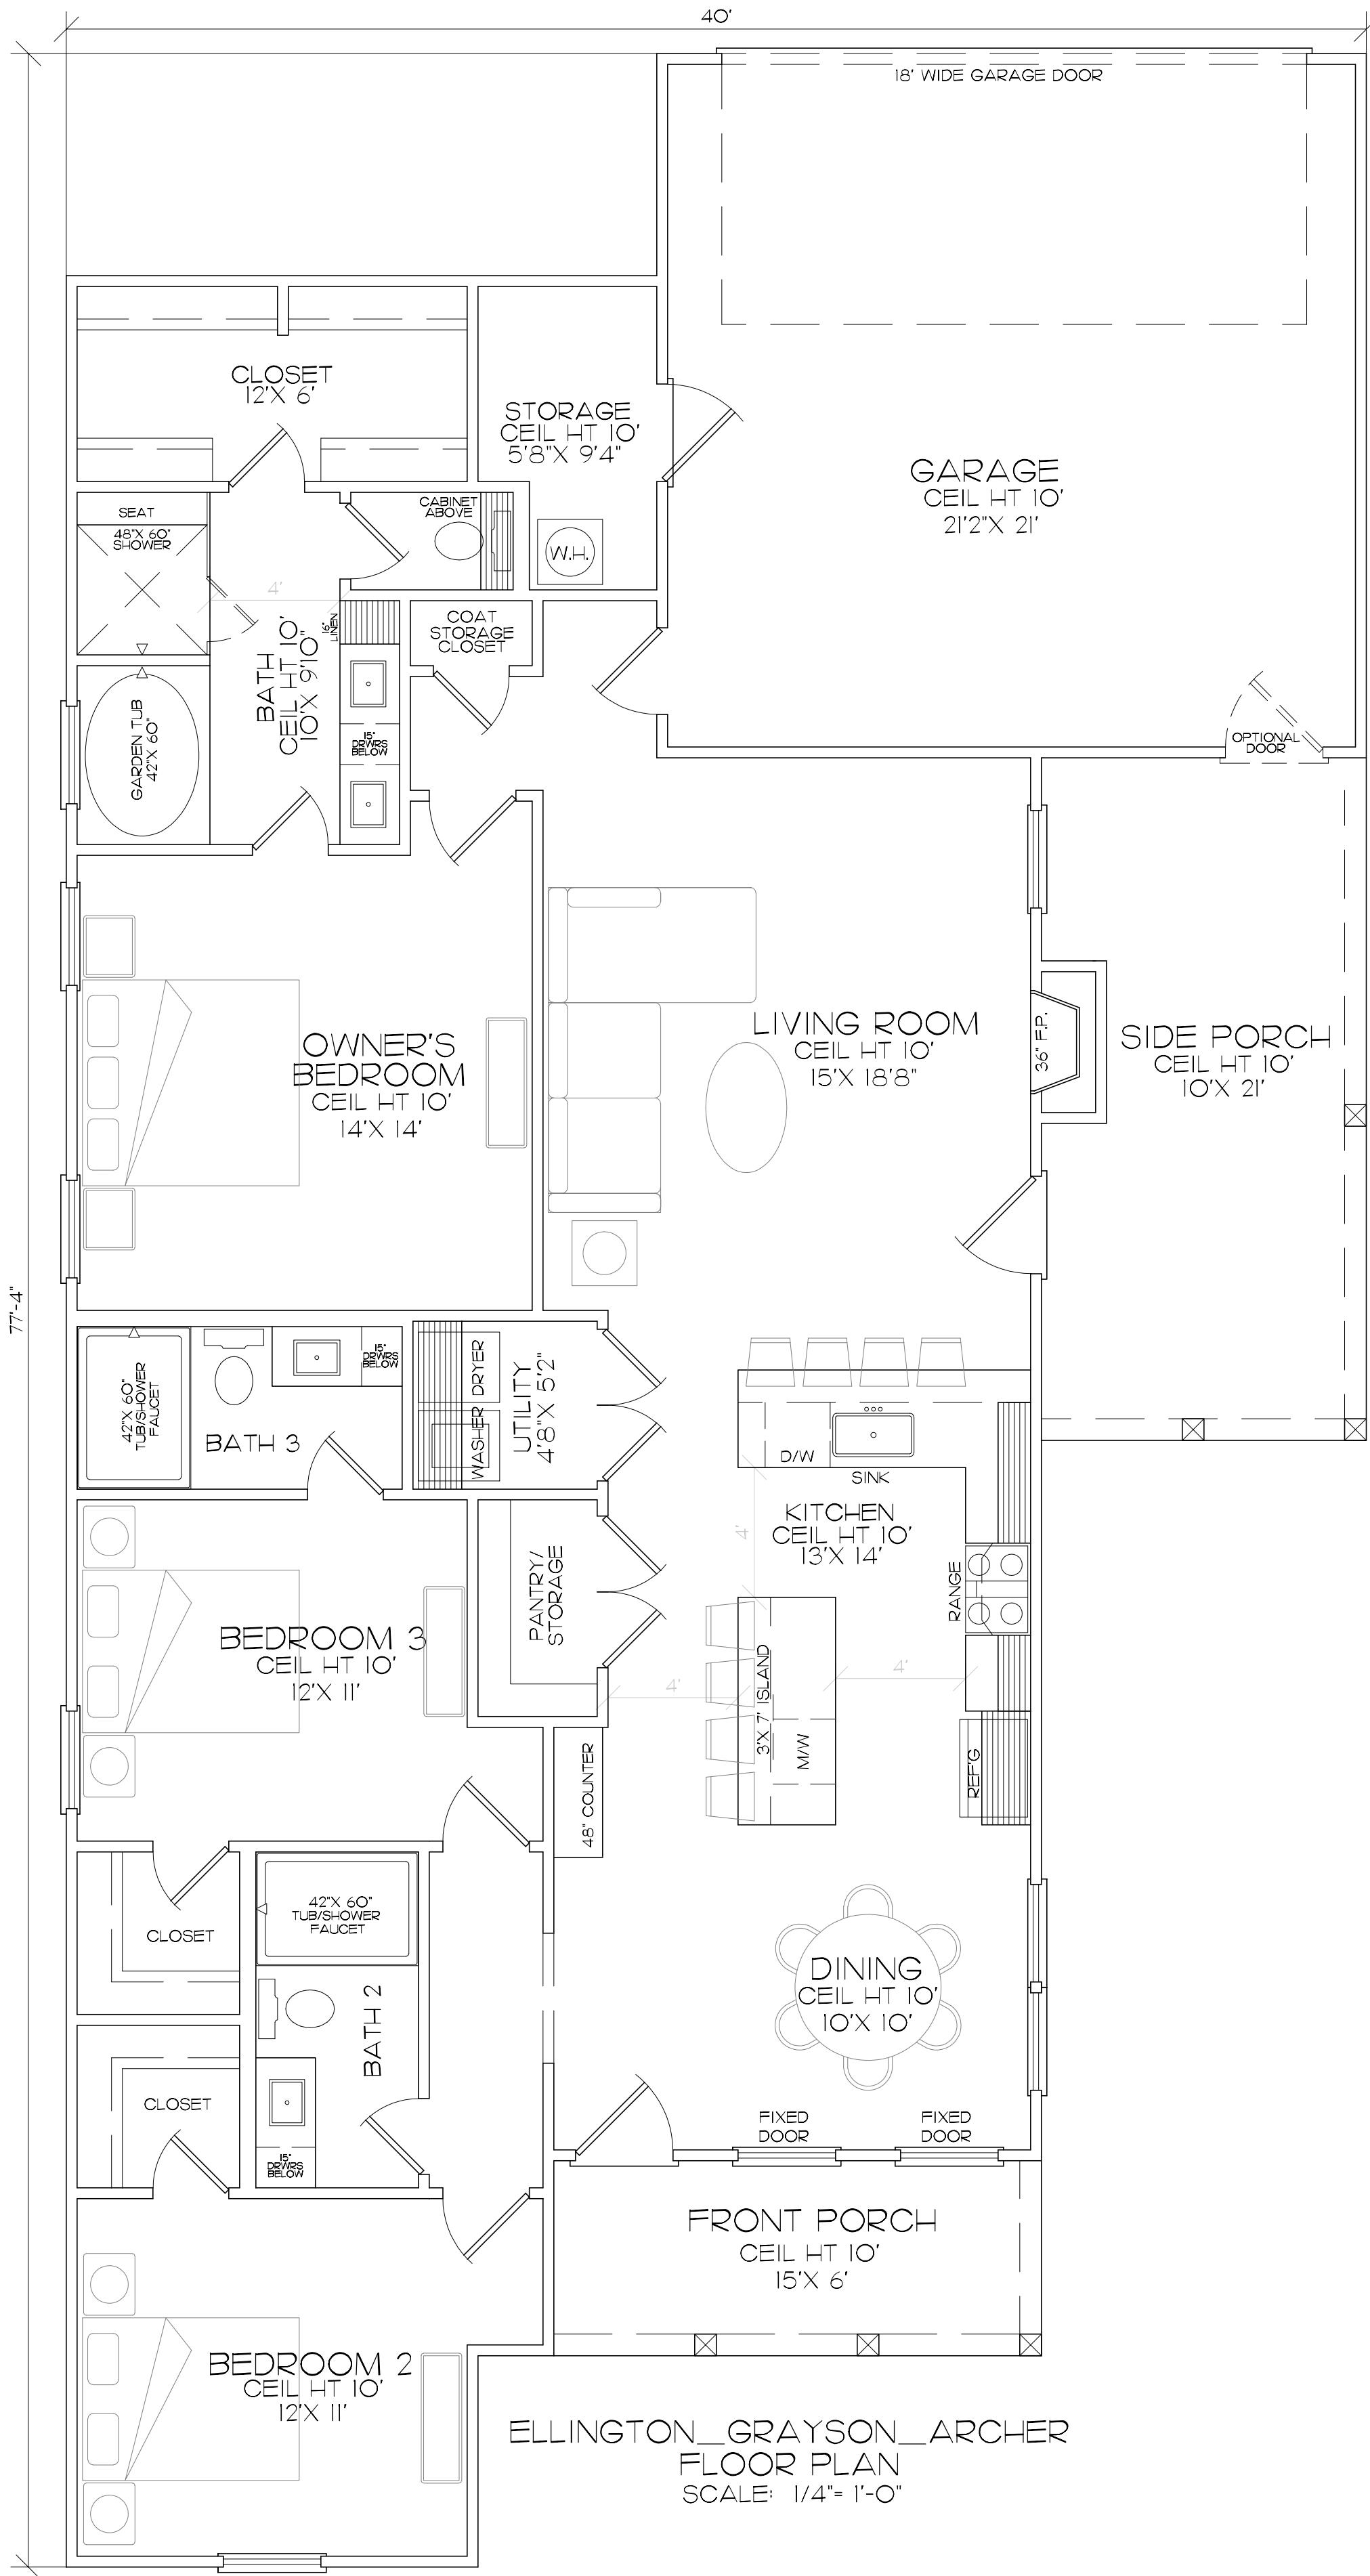 40'
18' WIDE GARAGE DOOR
CLOSET
12'X 6'
STORAGE
CEIL HT 10'
5'8"X 9'4"
GARAGE
CEIL HT 10'
21'2"X 21'
SEAT
48"X 60"
SHOWER
CABINET
ABOVE
W.H.
4'
16"
LINEN
COAT
STORAGE
CLOSET
BATH
CEIL HT 10'
10'X 9'10"
GARDEN TUB
42"X 60"
15"
DRWRS
BELOW
OPTIONAL
DOOR
OWNER'S
BEDROOM
CEIL HT 10'
14'X 14'
LIVING ROOM
CEIL HT 10'
15'X 18'8"
36" F.P.
SIDE PORCH
CEIL HT 10'
10'X 21'
77'-4"
42"X 60"
TUB/SHOWER
FAUCET
15"
DRWRS
BELOW
BATH 3
DRYER
WASHER
UTILITY
4'8"X 5'2"
D/W
SINK
KITCHEN
CEIL HT 10'
13'X 14'
4'
RANGE
PANTRY/
STORAGE
BEDROOM 3
CEIL HT 10'
12'X 11'
4'
4'
3'X 7' ISLAND
M/W
REF'G
48" COUNTER
CLOSET
42"X 60"
TUB/SHOWER
FAUCET
BATH 2
DINING
CEIL HT 10'
10'X 10'
CLOSET
15"
DRWRS
BELOW
FIXED
DOOR
FIXED
DOOR
FRONT PORCH
CEIL HT 10'
15'X 6'
BEDROOM 2
CEIL HT 10'
12'X 11'
ELLINGTON_GRAYSON_ARCHER
FLOOR PLAN
SCALE: 1/4"= 1'-0"